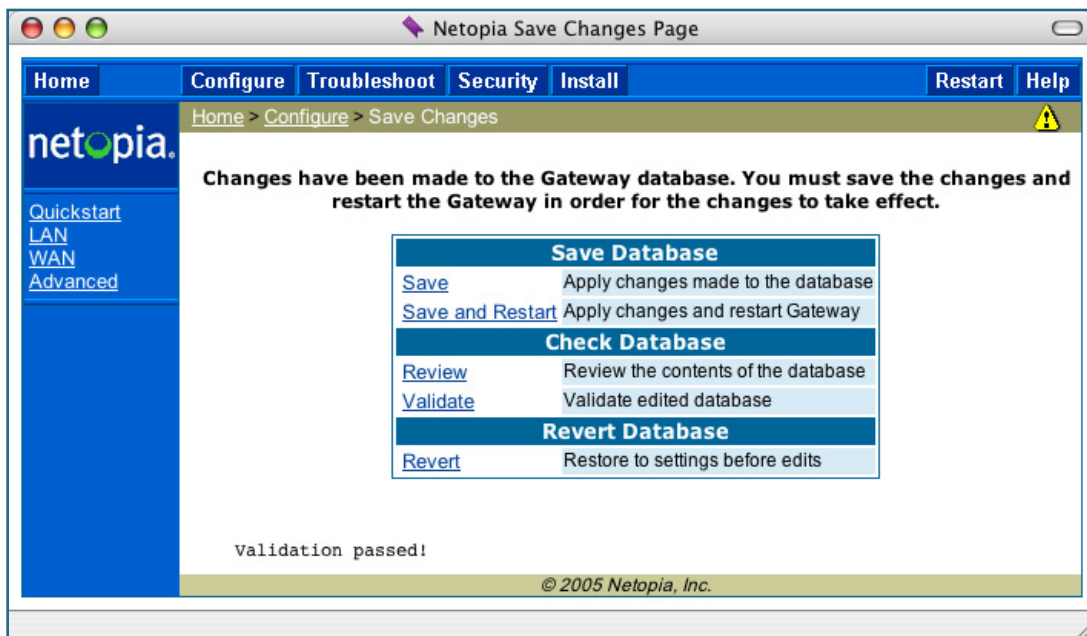 Netopia Save Changes Page
Home Configure Troubleshoot Security Install Restart Help
netopia.
Home > Configure > Save Changes
Quickstart
LAN
WAN
Advanced
Changes have been made to the Gateway database. You must save the changes and
restart the Gateway in order for the changes to take effect.
Save Database
Save Apply changes made to the database
Save and Restart Apply changes and restart Gateway
Check Database
Review Review the contents of the database
Validate Validate edited database
Revert Database
Revert Restore to settings before edits
Validation passed!
© 2005 Netopia, Inc.